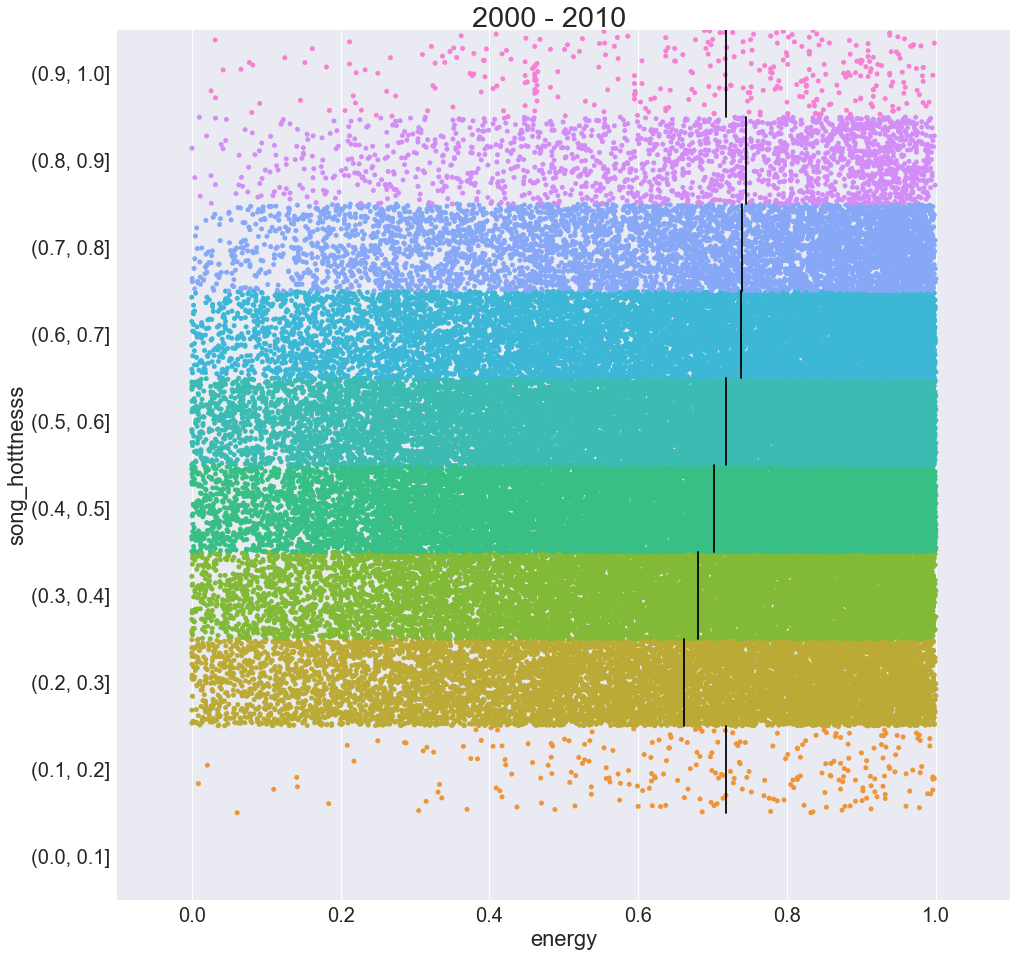 2000 - 2010
song_hotttnesss
(0.9, 1.0]
(0.8, 0.9]
(0.7, 0.8]
(0.6, 0.7]
(0.5, 0.6]
(0.4, 0.5]
(0.3, 0.4]
(0.2, 0.3]
(0.1, 0.2]
(0.0, 0.1]
0.0 0.2 0.4 0.6 0.8 1.0
energy